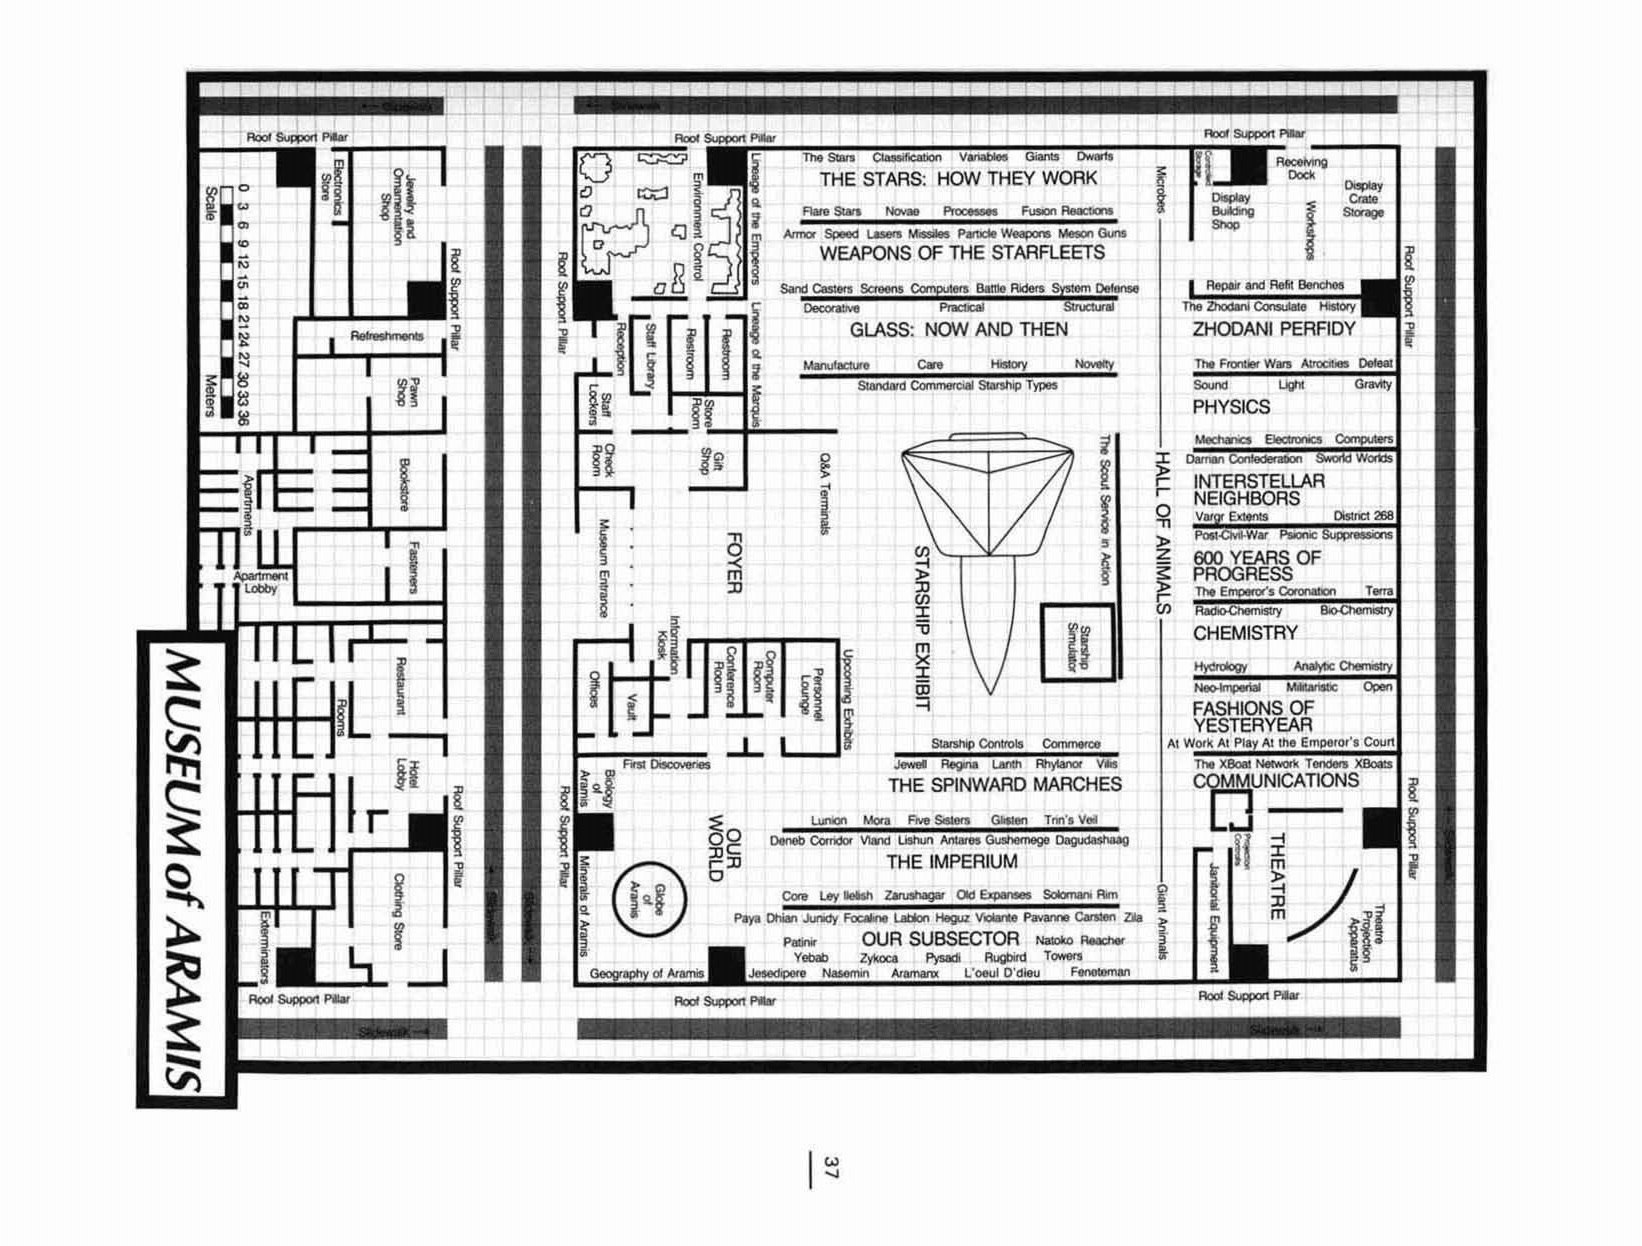 Slidewalk
Slidewalk
Roof Support Pillar
Roof Support Pillar
Roof Support Pillar
Electronics Store
Jewelry and
Ornamentation
Shop
Roof Support Pillar
Scale
0 3 6 9 12 15 18 21 24 27 30 33 36
Meters
Refreshments
Pawn
Shop
Bookstore
Apartments
Fasteners
Apartment
Lobby
Restaurant
Rooms
Hotel
Lobby
Roof Support Pillar
Clothing Store
Exterminators
Roof Support Pillar
Slidewalk
Slidewalk
Slidewalk
MUSEUM of ARAMIS
Roof Support Pillar
Environment Control
Lineage of the Emperors
Lineage of the Marquis
Reception
Staff Library
Restroom
Restroom
Staff
Lockers
Store
Room
Check
Room
Gift
Shop
Q&A Terminals
Museum Entrance
FOYER
Information
Kiosk
Offices
Vault
Conference
Room
Computer
Room
Personnel
Lounge
Upcoming Exhibits
First Discoveries
Biology
of
Aramis
Roof Support Pillar
OUR
WORLD
Globe
of
Aramis
Minerals of Aramis
Geography of Aramis
Roof Support Pillar
The Stars Classification Variables Giants Dwarfs
THE STARS: HOW THEY WORK
Flare Stars Novae Processes Fusion Reactions
Armor Speed Lasers Missiles Particle Weapons Meson Guns
WEAPONS OF THE STARFLEETS
Sand Casters Screens Computers Battle Riders System Defense
Decorative Practical Structural
GLASS: NOW AND THEN
Manufacture Care History Novelty
Standard Commercial Starship Types
The Scout Service in Action
STARSHIP EXHIBIT
Starship
Simulator
Starship Controls Commerce
Jewell Regina Lanth Rhylanor Vilis
THE SPINWARD MARCHES
Lunion Mora Five Sisters Glisten Trin's Veil
Deneb Corridor Vland Lishun Antares Gushemege Dagudashaag
THE IMPERIUM
Core Ley Ilelish Zarushagar Old Expanses Solomani Rim
Paya Dhian Junidy Focaline Lablon Heguz Violante Pavanne Carsten Zila
Patinir OUR SUBSECTOR Natoko Reacher
Yebab Zykoca Pysadi Rugbird Towers
Jesedipere Nasemin Aramanx L'oeul D'dieu Feneteman
Microbes
HALL OF ANIMALS
Giant Animals
Controlled
Storage
Receiving
Dock
Display
Crate
Storage
Display
Building
Shop
Workshops
Repair and Refit Benches
Roof Support Pillar
The Zhodani Consulate History
ZHODANI PERFIDY
The Frontier Wars Atrocities Defeat
Sound Light Gravity
PHYSICS
Mechanics Electronics Computers
Darrian Confederation Sword Worlds
INTERSTELLAR
NEIGHBORS
Vargr Extents District 268
Post-Civil-War Psionic Suppressions
600 YEARS OF
PROGRESS
The Emperor's Coronation Terra
Radio-Chemistry Bio-Chemistry
CHEMISTRY
Hydrology Analytic Chemistry
Neo-Imperial Militaristic Open
FASHIONS OF
YESTERYEAR
At Work At Play At the Emperor's Court
The XBoat Network Tenders XBoats
COMMUNICATIONS
Projection
Controls
THEATRE
Roof Support Pillar
Janitorial Equipment
Theatre
Projection
Apparatus
Roof Support Pillar
Slidewalk
Slidewalk
37